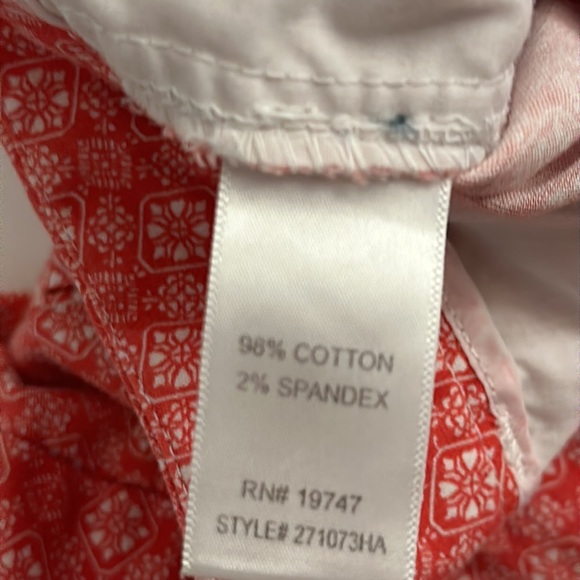 98% COTTON
2% SPANDEX
RN# 19747
STYLE# 271073HA